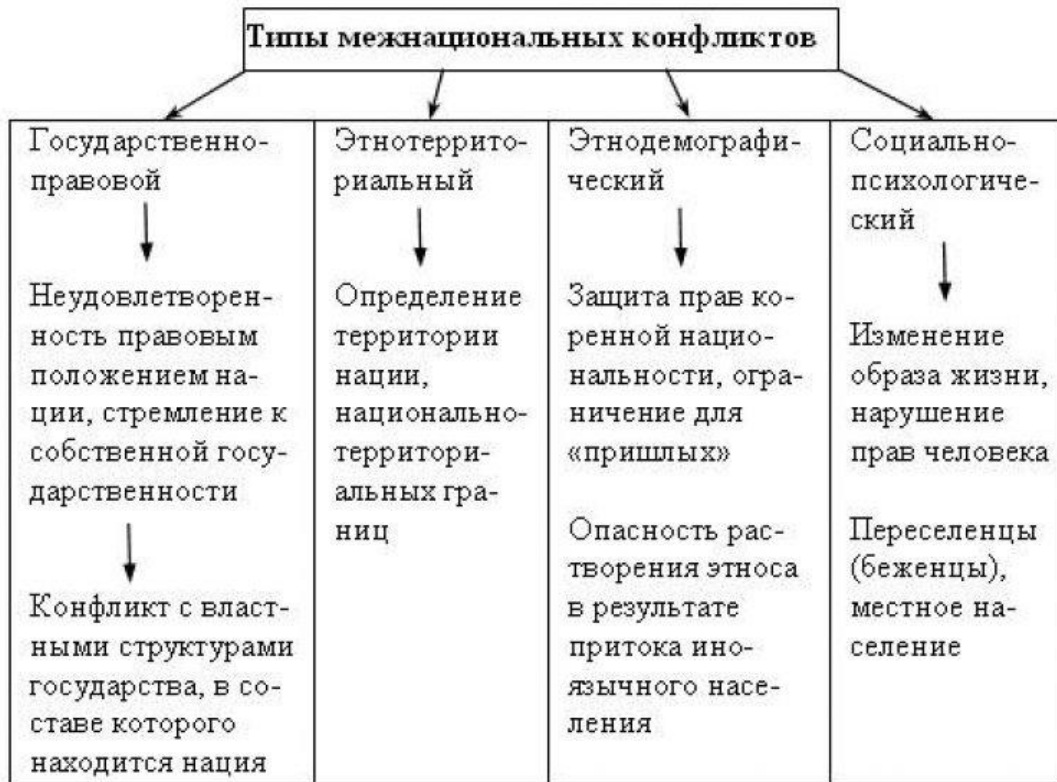 Типы межнациональных конфликтов
Государственно-
правовой
Неудовлетворен-
ность правовым
положением на-
ции, стремление к
собственной госу-
дарственности
Конфликт с власт-
ными структурами
государства, в со-
ставе которого
находится нация
Этнотеррито-
риальный
Определение
территории
нации,
национально-
территори-
альных гра-
ниц
Этнодемографи-
ческий
Защита прав ко-
ренной нацио-
нальности, огра-
ничение для
«пришлых»
Опасность рас-
творения этноса
в результате
притока ино-
язычного насе-
ления
Социально-
психологиче-
ский
Изменение
образа жизни,
нарушение
прав человека
Переселенцы
(беженцы),
местное на-
селение